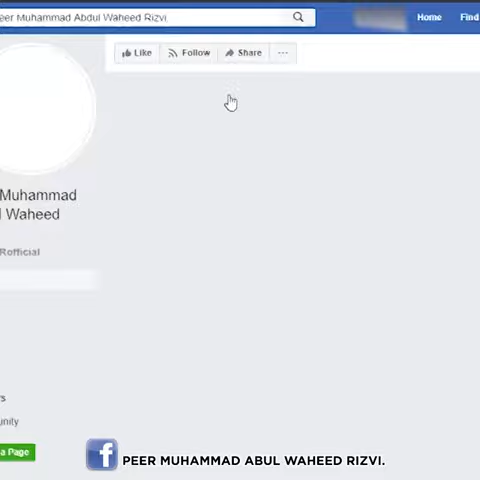 eer Muhammad Abdul Waheed Rizvi Home Find
Like Follow Share ...
Muhammad
l Waheed
Rofficial
rs
unity
a Page
f PEER MUHAMMAD ABUL WAHEED RIZVI.